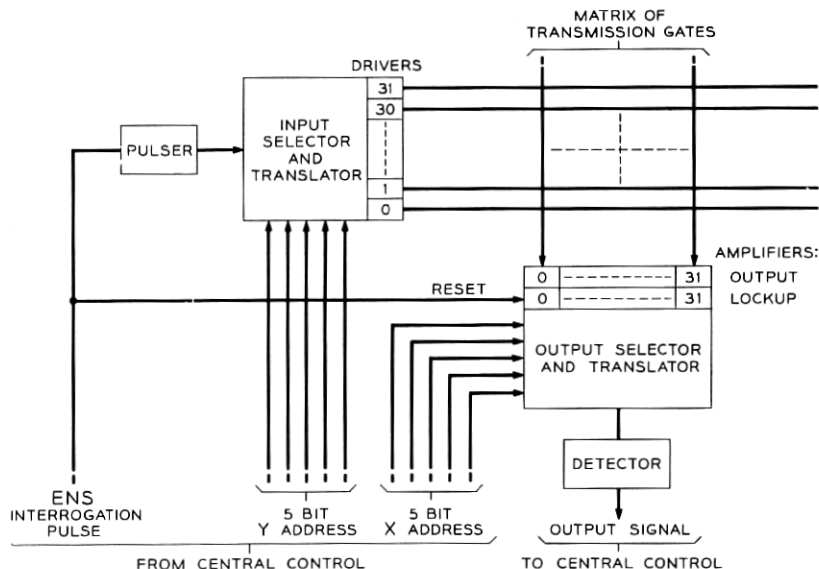 MATRIX OF
TRANSMISSION GATES
DRIVERS
31
30
1
0
INPUT
SELECTOR
AND
TRANSLATOR
PULSER
AMPLIFIERS:
0 31 OUTPUT
RESET
0 31 LOCKUP
OUTPUT SELECTOR
AND TRANSLATOR
DETECTOR
ENS
INTERROGATION
PULSE
5 BIT
Y ADDRESS
5 BIT
X ADDRESS
OUTPUT SIGNAL
FROM CENTRAL CONTROL
TO CENTRAL CONTROL